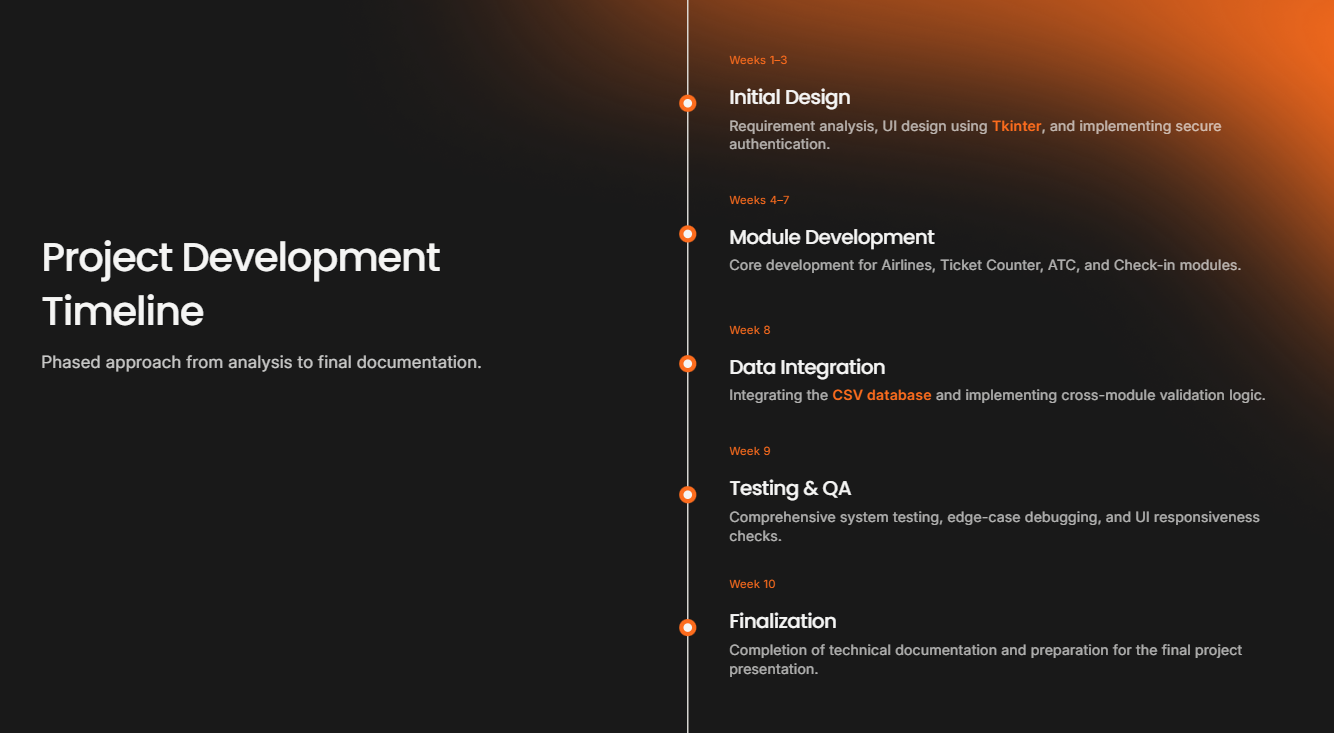 Project Development
Timeline
Phased approach from analysis to final documentation.
Weeks 1–3
Initial Design
Requirement analysis, UI design using Tkinter, and implementing secure
authentication.
Weeks 4–7
Module Development
Core development for Airlines, Ticket Counter, ATC, and Check-in modules.
Week 8
Data Integration
Integrating the CSV database and implementing cross-module validation logic.
Week 9
Testing & QA
Comprehensive system testing, edge-case debugging, and UI responsiveness
checks.
Week 10
Finalization
Completion of technical documentation and preparation for the final project
presentation.